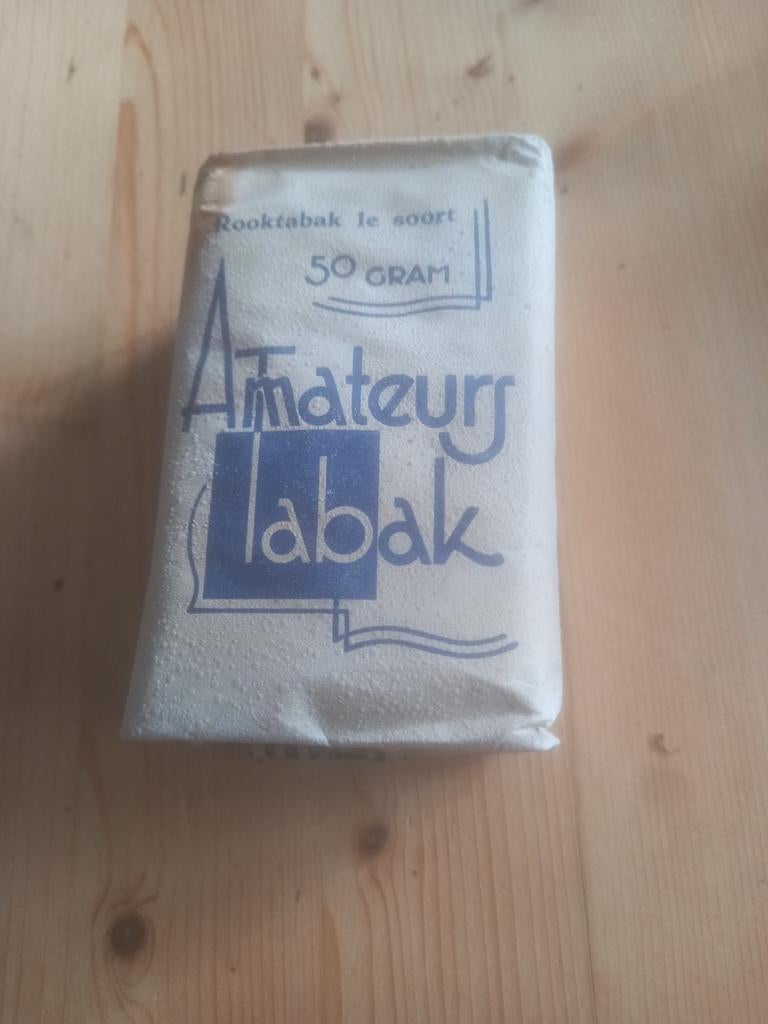 Rooktabak 1e soort
50 GRAM
Amateurs
Tabak